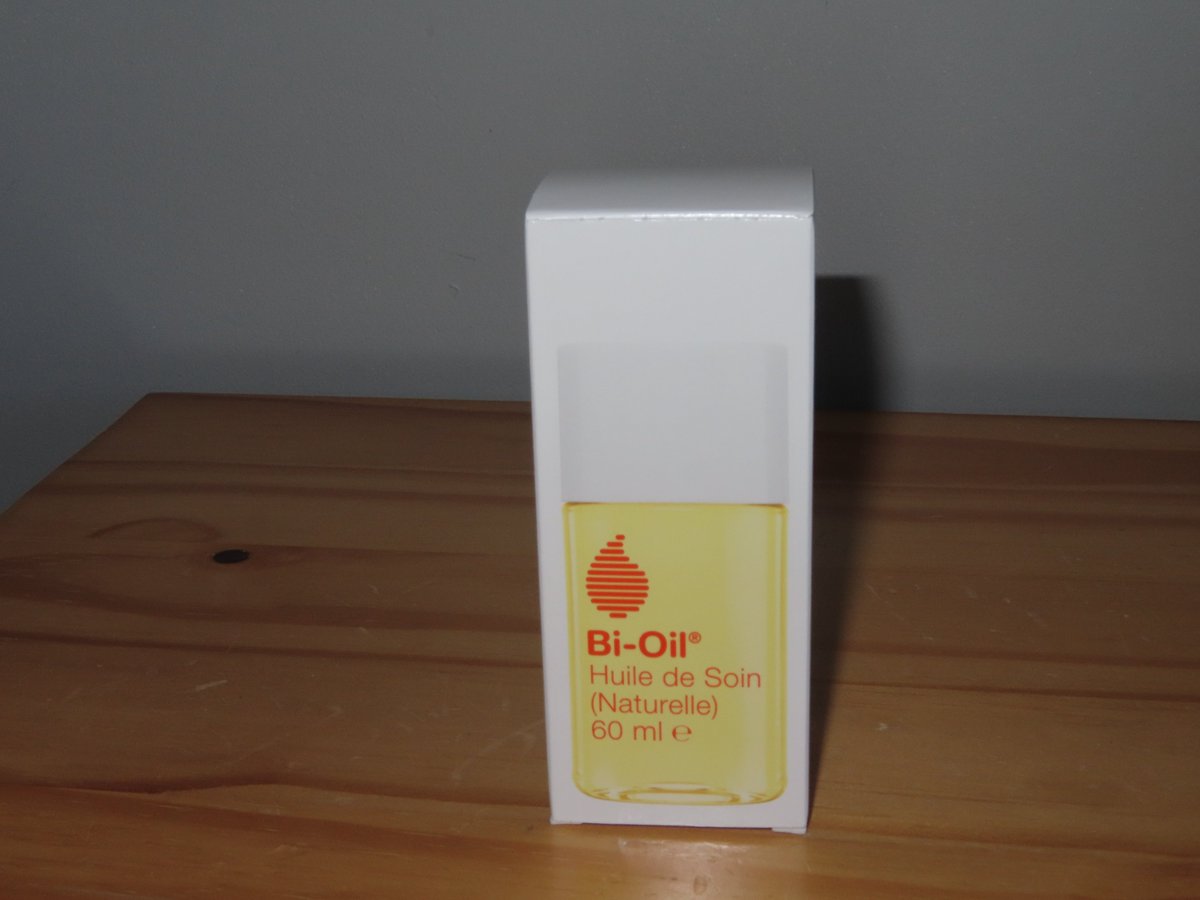 Bi-Oil®
Huile de Soin
(Naturelle)
60 ml ℮